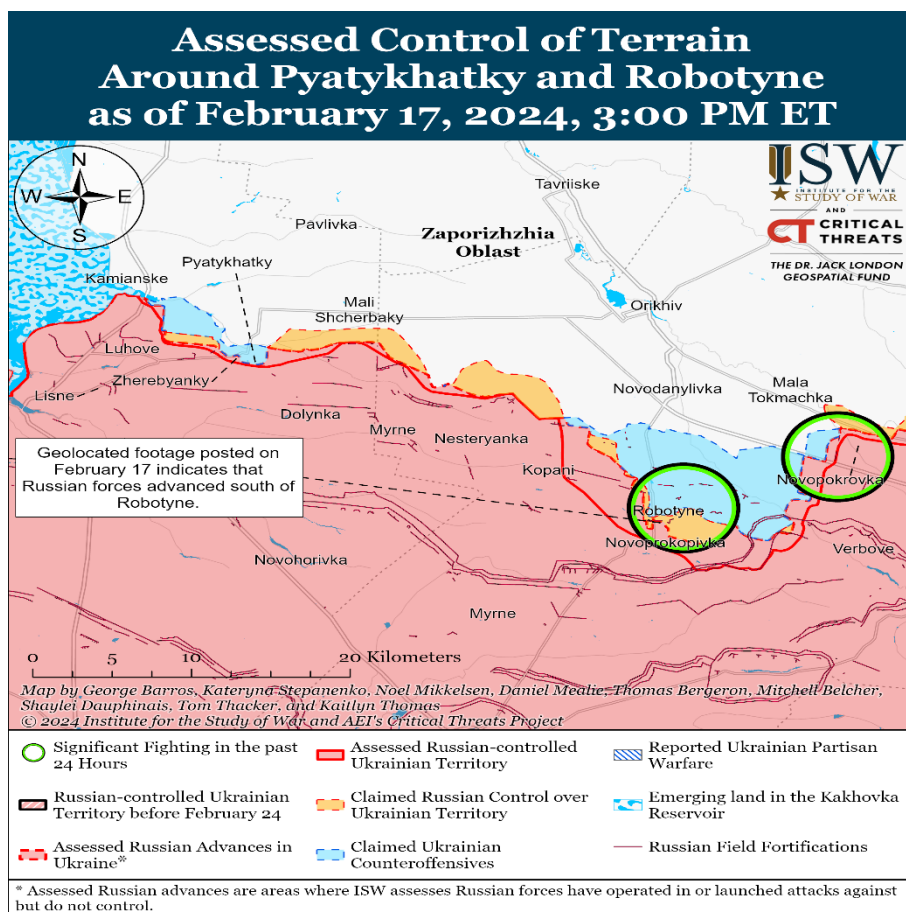 Assessed Control of Terrain
Around Pyatykhatky and Robotyne
as of February 17, 2024, 3:00 PM ET
N
W E
S
ISW
INSTITUTE FOR THE
STUDY OF WAR
AND
CT CRITICAL
THREATS
THE DR. JACK LONDON
GEOSPATIAL FUND
Tavriiske
Pavlivka
Zaporizhzhia
Oblast
Pyatykhatky
Kamianske
Mali
Shcherbaky
Orikhiv
Luhove
Zherebyanky
Lisne
Novodanylivka
Mala
Tokmachka
Dolynka
Myrne
Nesteryanka
Kopani
Novopokrovka
Geolocated footage posted on
February 17 indicates that
Russian forces advanced south of
Robotyne.
Robotyne
Novoprokopivka
Verbove
Novohorivka
Myrne
0 5 10 20 Kilometers
Map by George Barros, Kateryna Stepanenko, Noel Mikkelsen, Daniel Mealie, Thomas Bergeron, Mitchell Belcher,
Shaylei Dauphinais, Tom Thacker, and Kaitlyn Thomas
© 2024 Institute for the Study of War and AEI's Critical Threats Project
Significant Fighting in the past
24 Hours
Assessed Russian-controlled
Ukrainian Territory
Reported Ukrainian Partisan
Warfare
Russian-controlled Ukrainian
Territory before February 24
Claimed Russian Control over
Ukrainian Territory
Emerging land in the Kakhovka
Reservoir
Assessed Russian Advances in
Ukraine*
Claimed Ukrainian
Counteroffensives
Russian Field Fortifications
* Assessed Russian advances are areas where ISW assesses Russian forces have operated in or launched attacks against
but do not control.